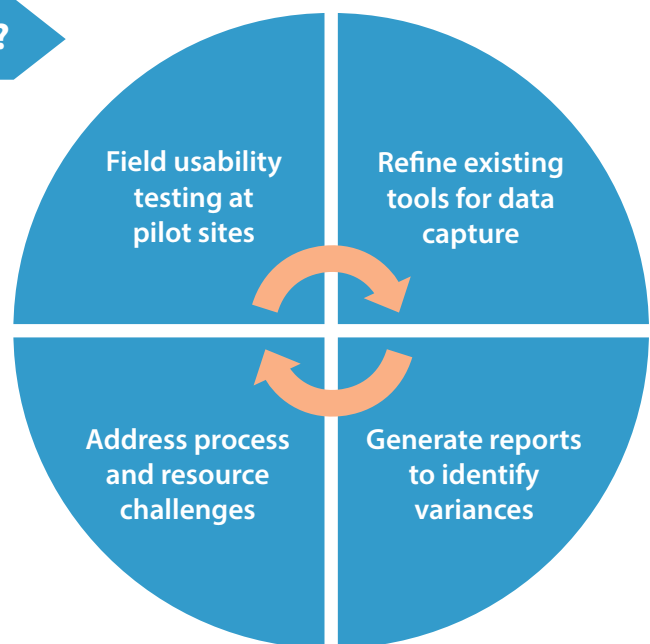 ?
Field usability
testing at
pilot sites
Refine existing
tools for data
capture
Address process
and resource
challenges
Generate reports
to identify
variances